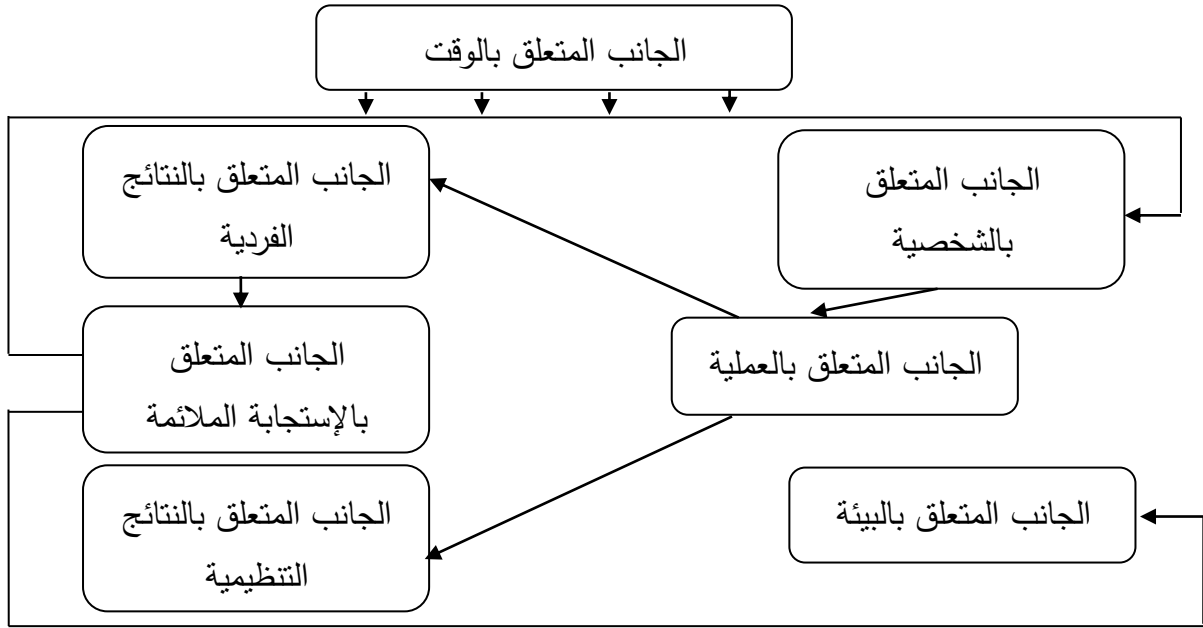 الجانب المتعلق بالوقت
الجانب المتعلق
بالشخصية
الجانب المتعلق بالنتائج
الفردية
الجانب المتعلق بالعملية
الجانب المتعلق
بالإستجابة الملائمة
الجانب المتعلق بالبيئة
الجانب المتعلق بالنتائج
التنظيمية